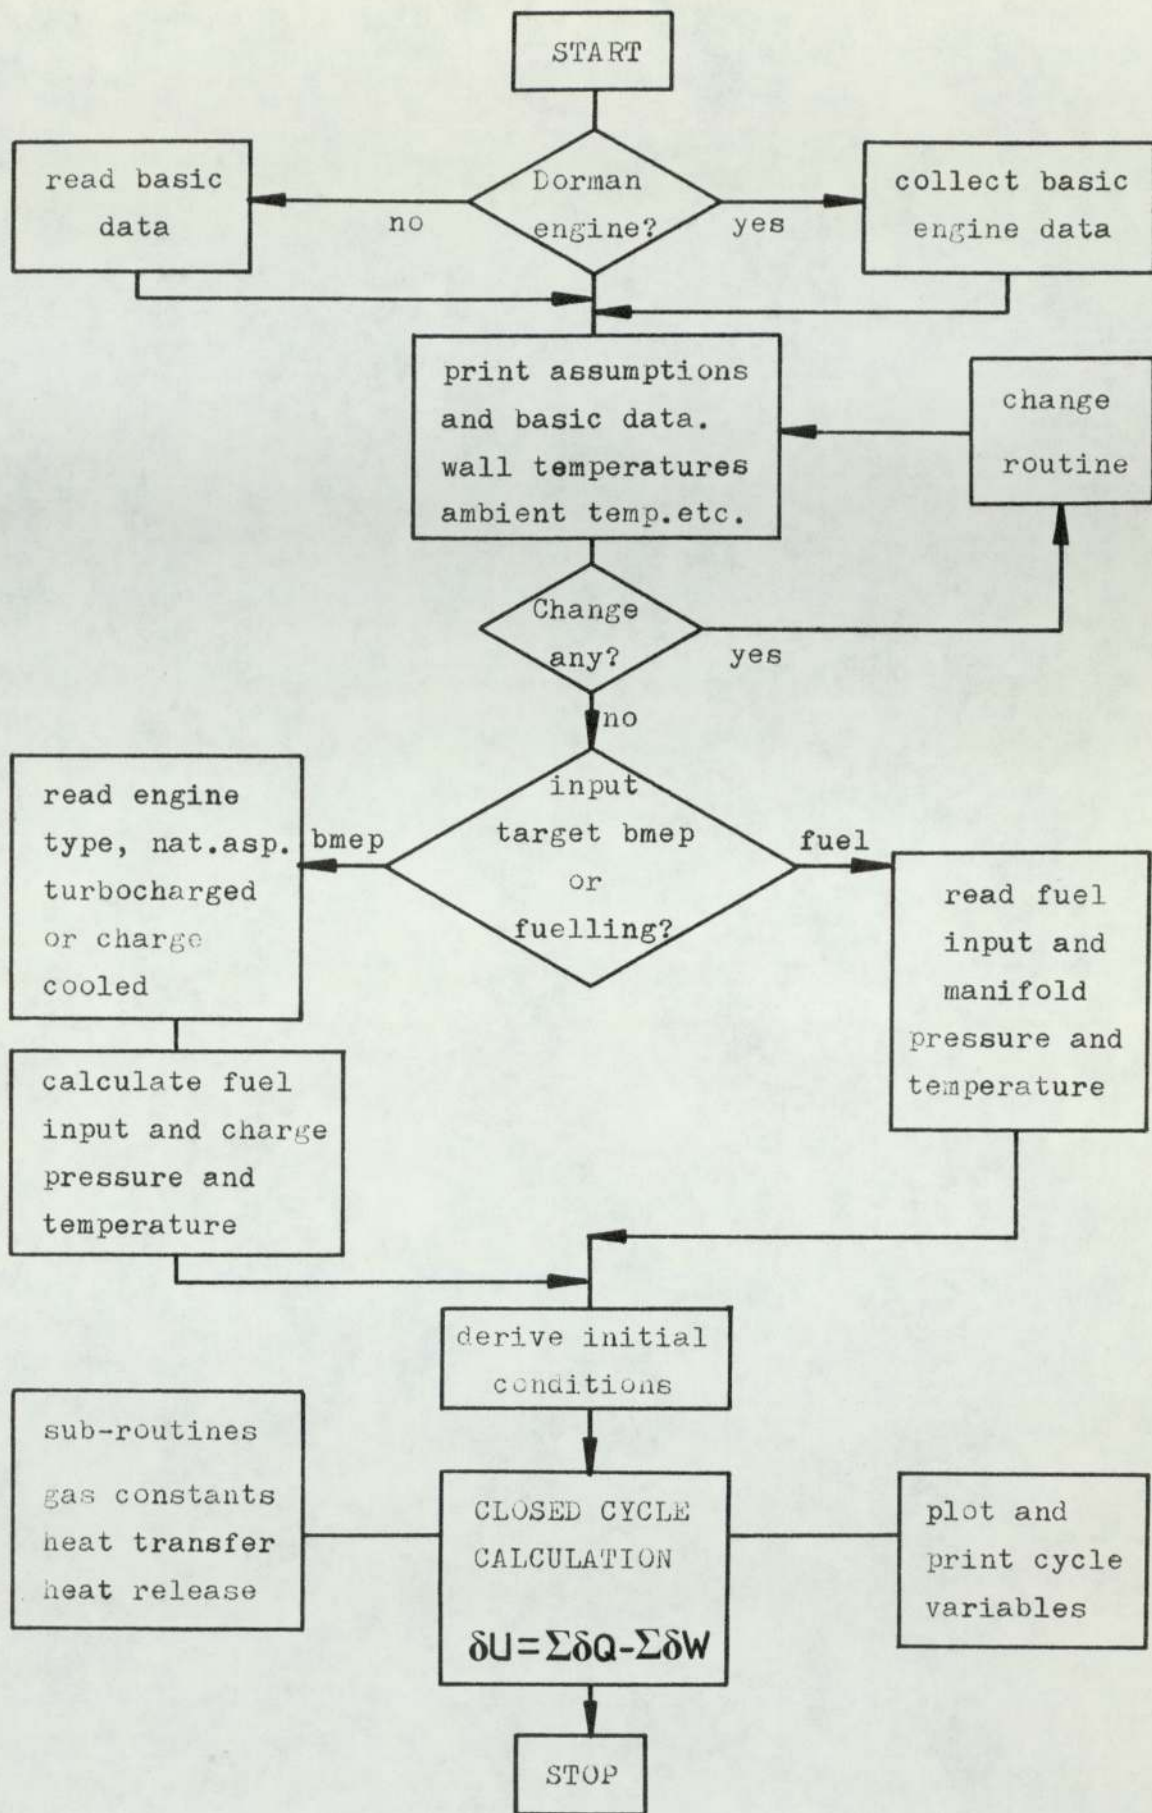 START
Dorman
engine?
no
yes
read basic
data
collect basic
engine data
print assumptions
and basic data.
wall temperatures
ambient temp.etc.
change
routine
Change
any?
yes
no
input
target bmep
or
fuelling?
bmep
fuel
read engine
type, nat.asp.
turbocharged
or charge
cooled
read fuel
input and
manifold
pressure and
temperature
calculate fuel
input and charge
pressure and
temperature
derive initial
conditions
sub-routines
gas constants
heat transfer
heat release
CLOSED CYCLE
CALCULATION
δU=ΣδQ-ΣδW
plot and
print cycle
variables
STOP